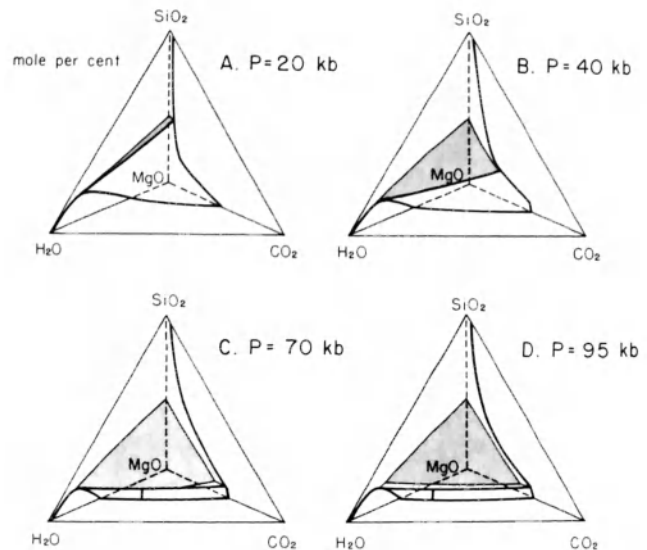 SiO₂
mole per cent
A. P = 20 kb
MgO
H₂O
CO₂
SiO₂
B. P = 40 kb
MgO
H₂O
CO₂
SiO₂
C. P = 70 kb
MgO
H₂O
CO₂
SiO₂
D. P = 95 kb
MgO
H₂O
CO₂